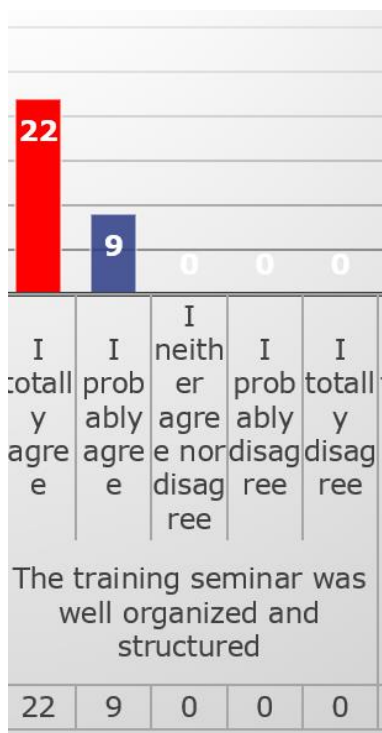 22
9
0 0 0
I
totall
y
agre
e
I
prob
ably
agre
e
I
neith
er
agre
e nor
disag
ree
I
prob
ably
disag
ree
I
totall
y
disag
ree
The training seminar was
well organized and
structured
22 9 0 0 0